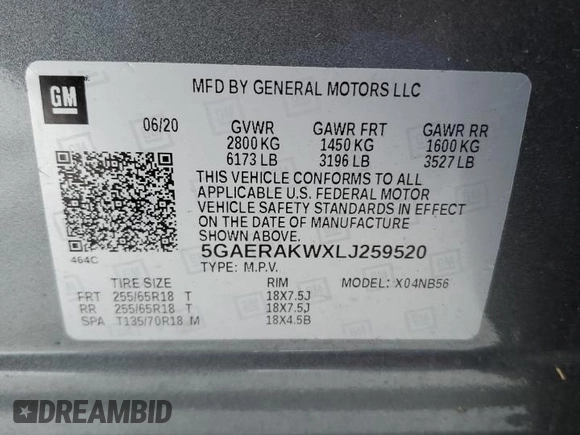 GM
MFD BY GENERAL MOTORS LLC
06/20 GVWR GAWR FRT GAWR RR
2800 KG 1450 KG 1600 KG
6173 LB 3196 LB 3527 LB
THIS VEHICLE CONFORMS TO ALL
APPLICABLE U.S. FEDERAL MOTOR
VEHICLE SAFETY STANDARDS IN EFFECT
ON THE DATE OF MANUFACTURE
SHOWN ABOVE.
464C
5GAERAKWXLJ259520
TYPE: M.P.V.
TIRE SIZE RIM MODEL: X04NB56
FRT 255/65R18 T 18X7.5J
RR 255/65R18 T 18X7.5J
SPA T135/70R18 M 18X4.5B
DREAMBID